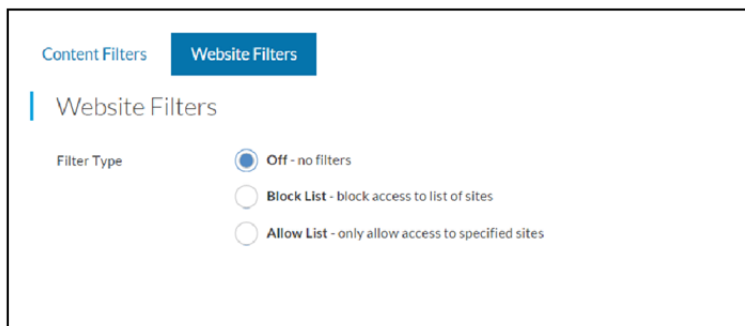 Content Filters Website Filters
Website Filters
Filter Type Off - no filters
Block List - block access to list of sites
Allow List - only allow access to specified sites